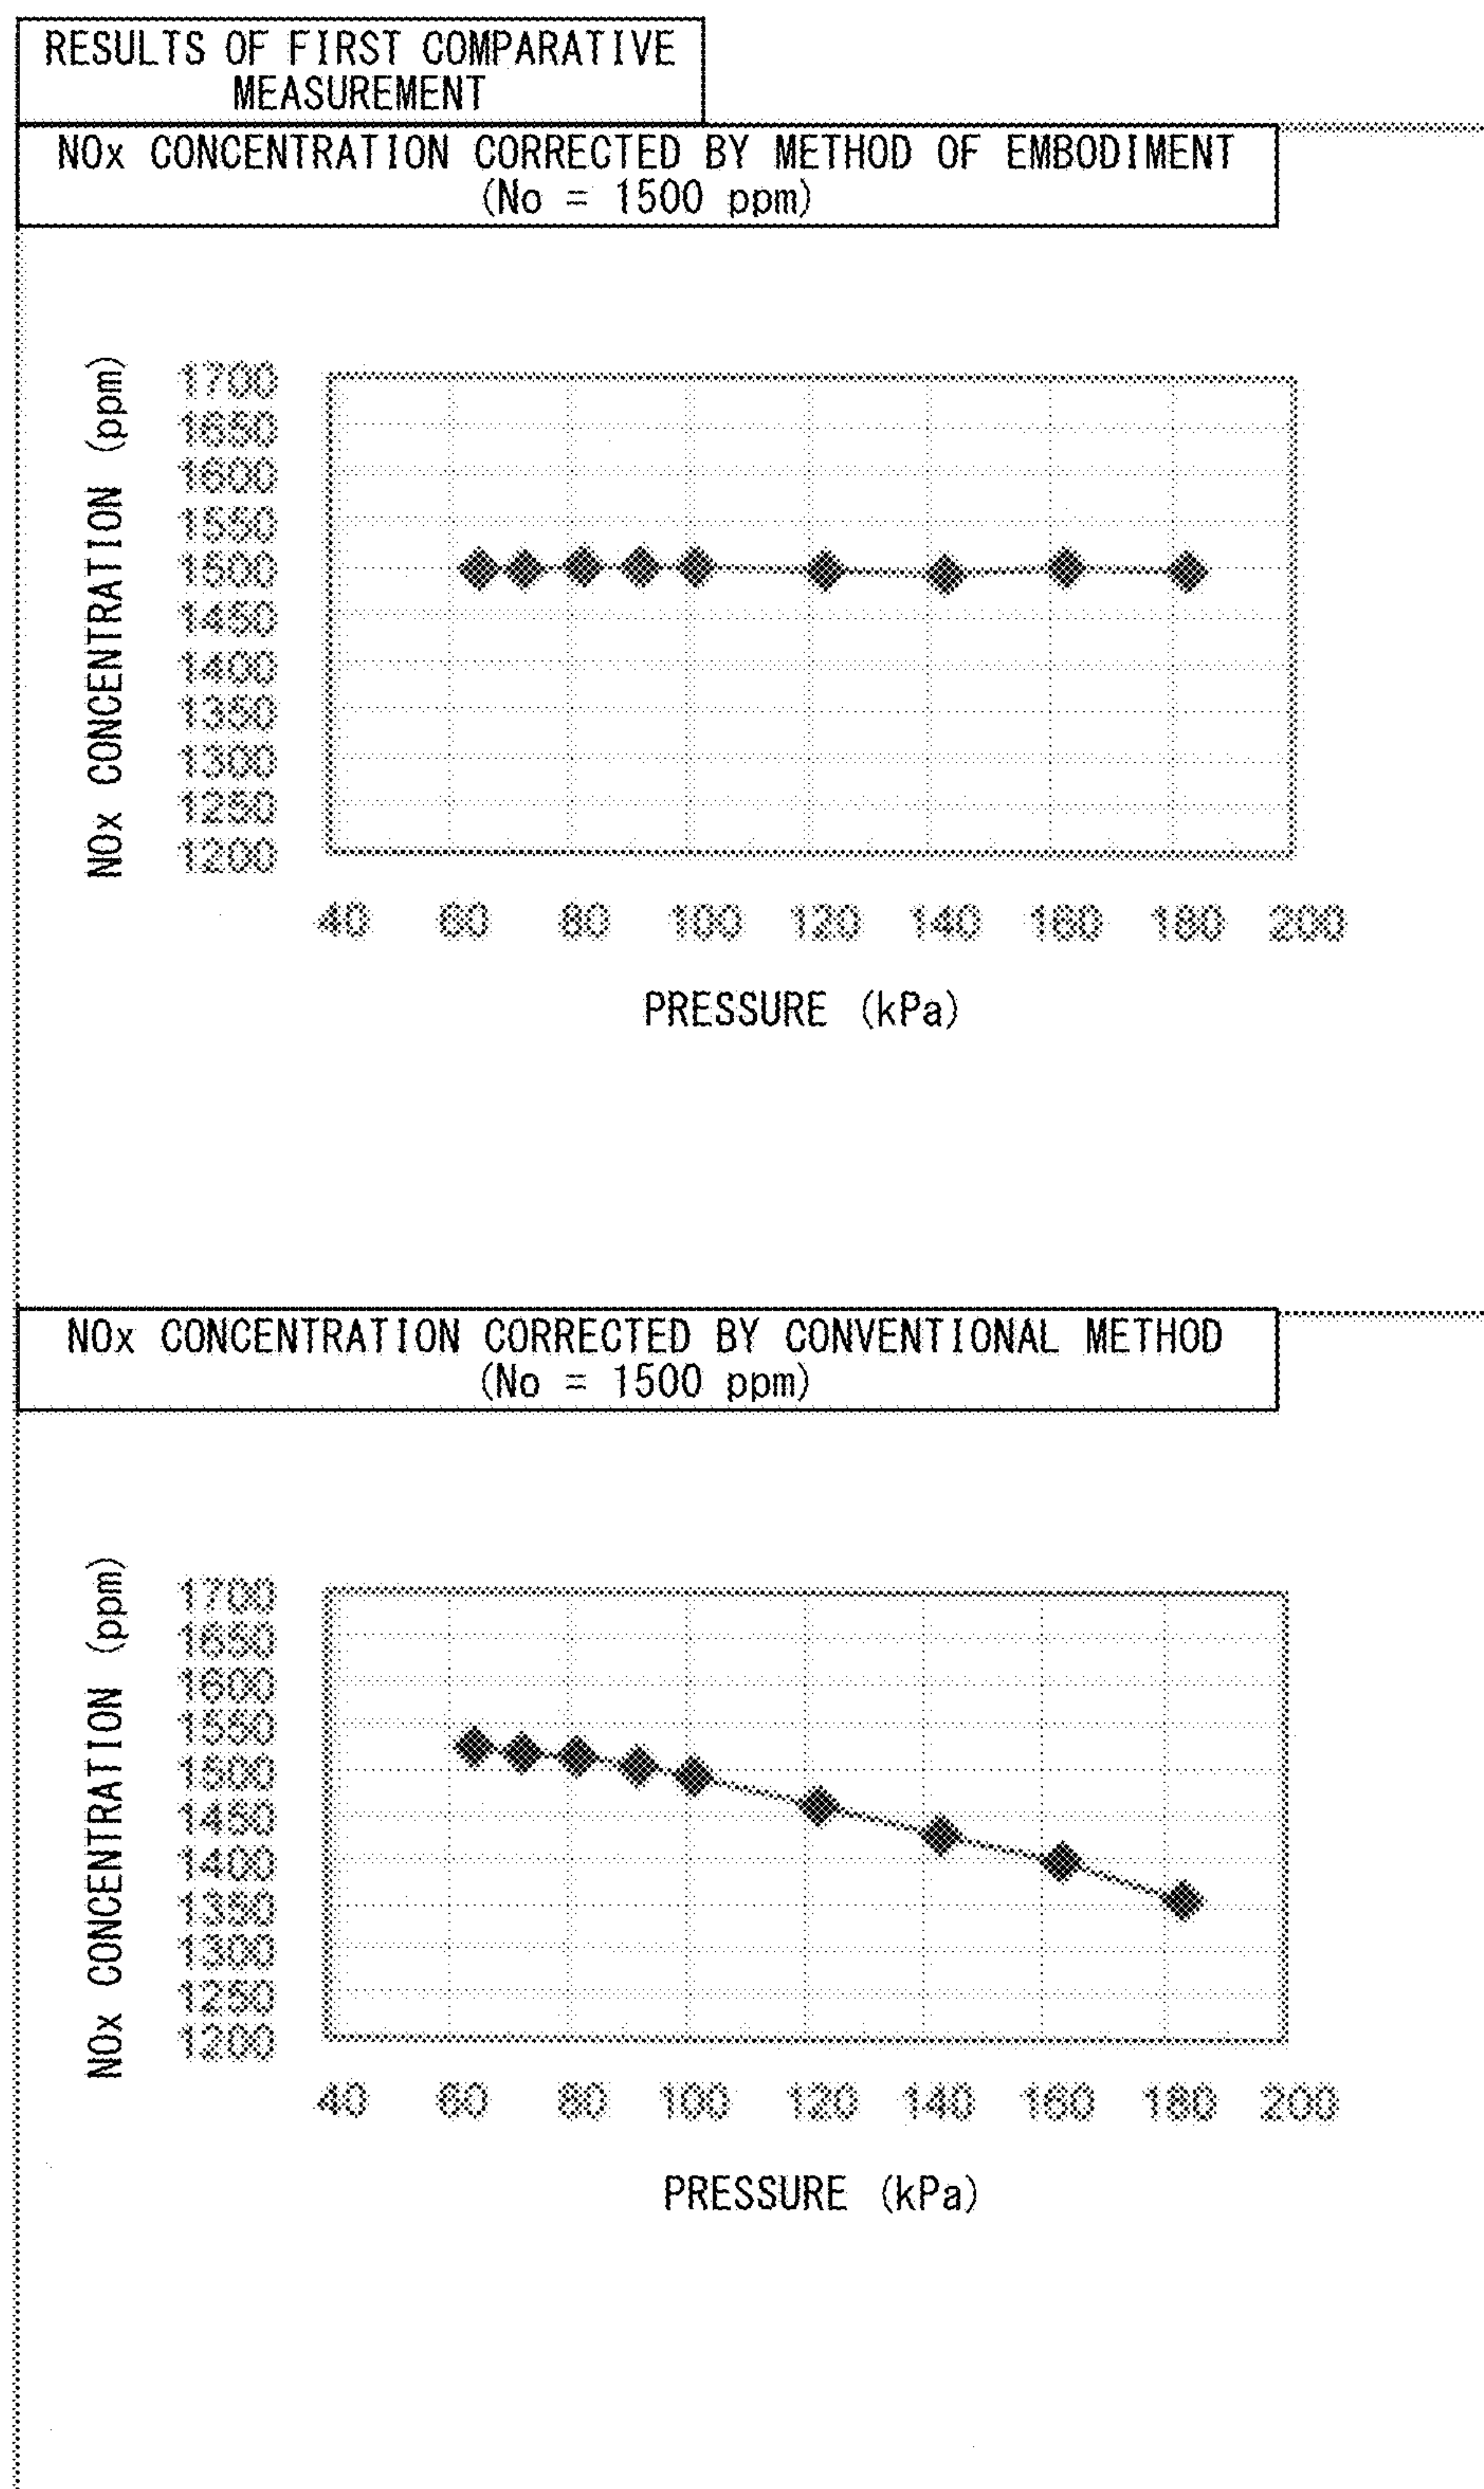 RESULTS OF FIRST COMPARATIVE
MEASUREMENT
NOx CONCENTRATION CORRECTED BY METHOD OF EMBODIMENT
(No = 1500 ppm)
NOx CONCENTRATION (ppm)
1700
1650
1600
1550
1500
1450
1400
1350
1300
1250
1200
40 60 80 100 120 140 160 180 200
PRESSURE (kPa)
NOx CONCENTRATION CORRECTED BY CONVENTIONAL METHOD
(No = 1500 ppm)
NOx CONCENTRATION (ppm)
1700
1650
1600
1550
1500
1450
1400
1350
1300
1250
1200
40 60 80 100 120 140 160 180 200
PRESSURE (kPa)